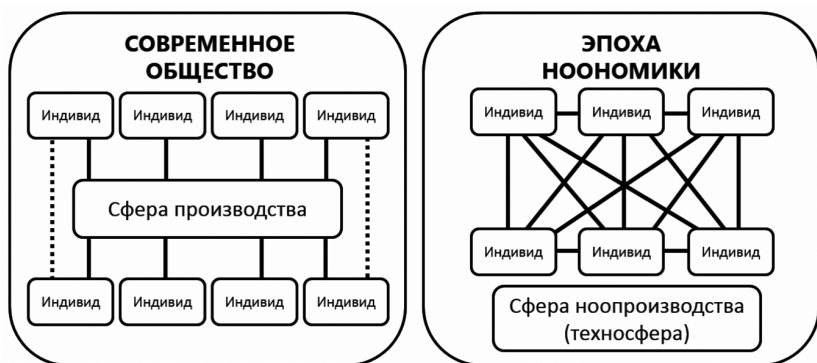 СОВРЕМЕННОЕ
ОБЩЕСТВО
Индивид Индивид Индивид Индивид
Сфера производства
Индивид Индивид Индивид Индивид
ЭПОХА
НООНОМИКИ
Индивид Индивид Индивид
Индивид Индивид Индивид
Сфера ноопроизводства
(техносфера)